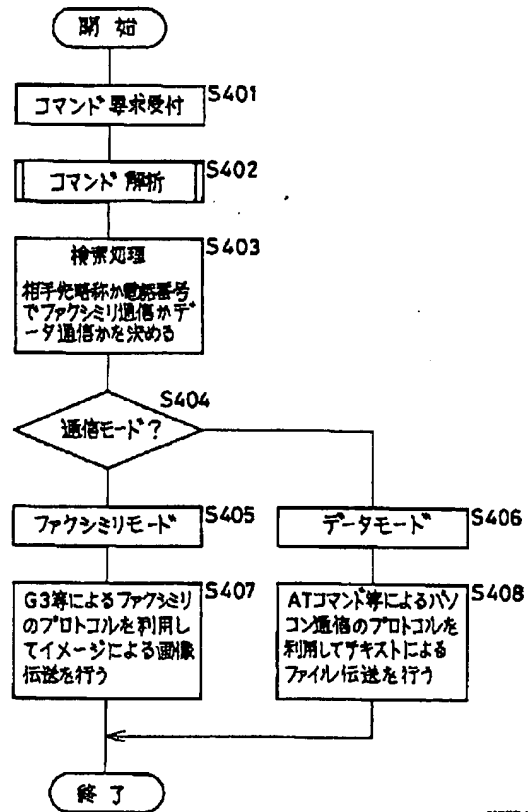 開始
コマンド要求受付
S401
コマンド解析
S402
S403
検索処理
相手先略称か電話番号
でファクシミリ通信かデ
ータ通信かを決める
S404
通信モード?
ファクシミリモード
S405
データモード
S406
S407
G3等によるファクシミリ
のプロトコルを利用し
てイメージによる画像
伝送を行う
S408
ATコマンド等によるパソ
コン通信のプロトコルを
利用してテキストによる
ファイル伝送を行う
終了